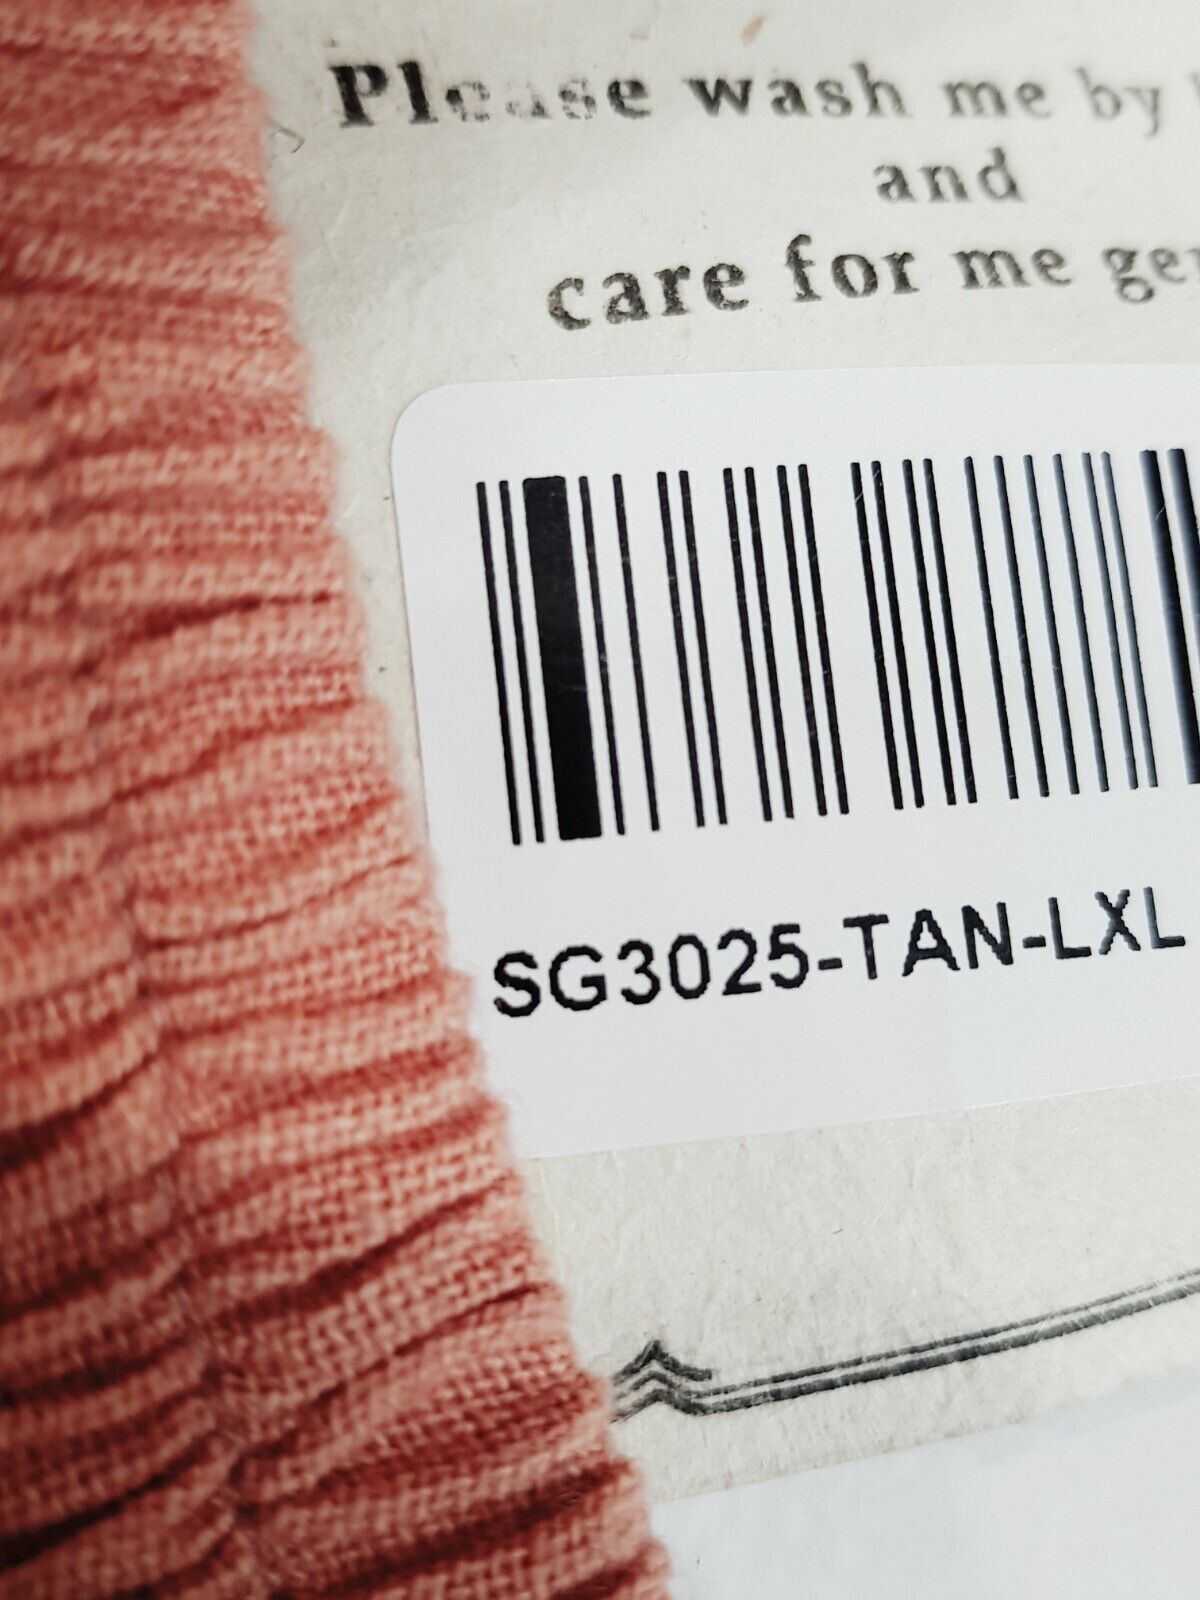 Please wash me by
and
care for me ge
SG3025-TAN-LXL